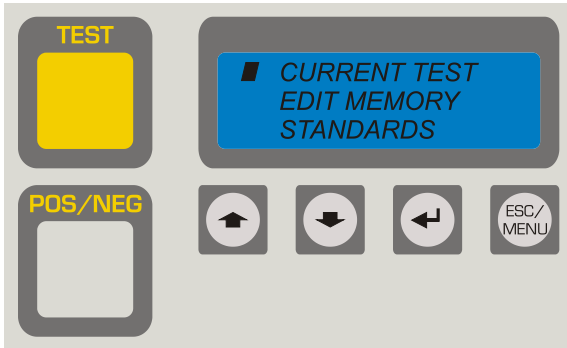 TEST
CURRENT TEST
EDIT MEMORY
STANDARDS
POS/NEG
ESC/
MENU